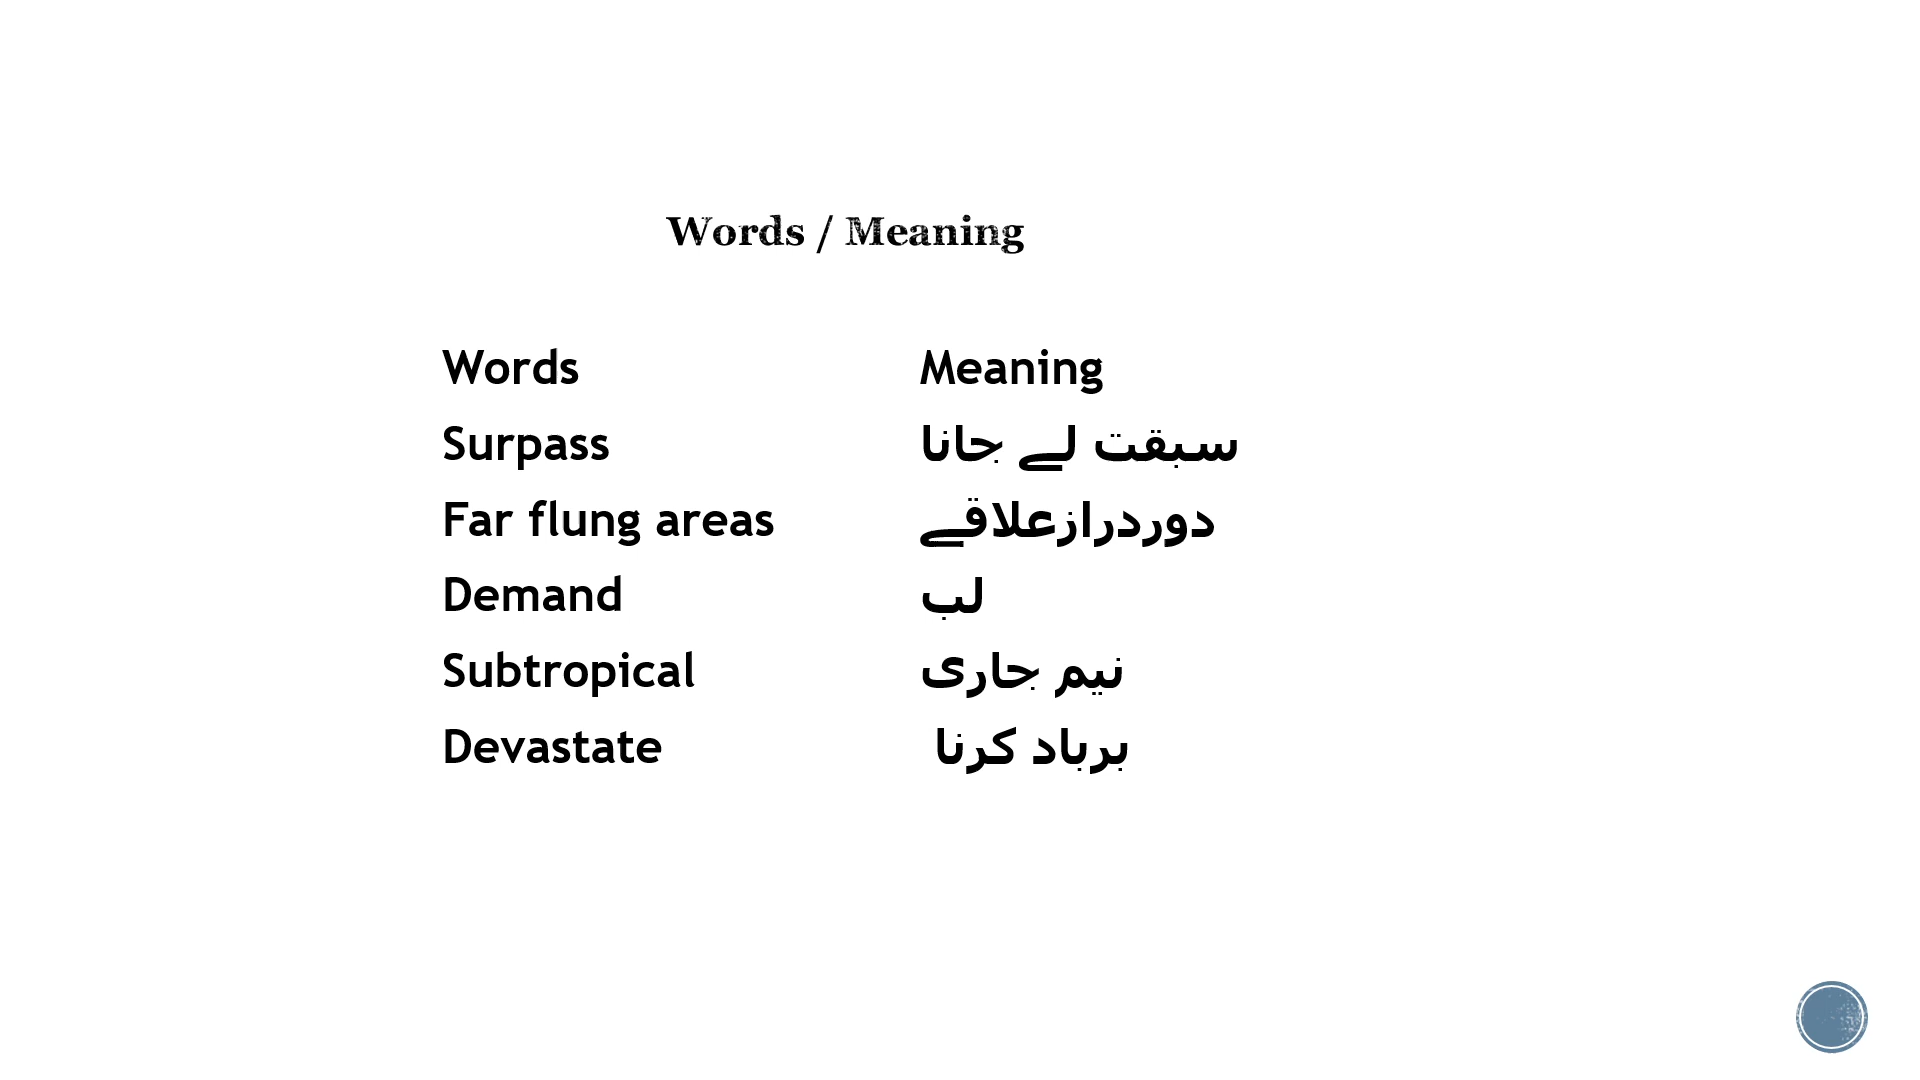 Words / Meaning
Words Meaning
Surpass سبقت لے جانا
Far flung areas دوردرازعلاقے
Demand لب
Subtropical نیم جاری
Devastate برباد کرنا